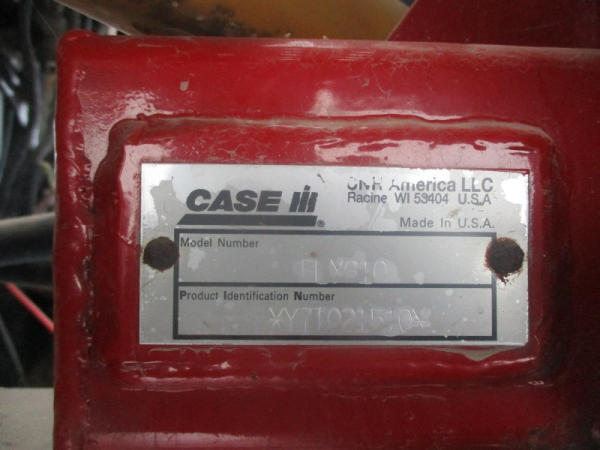 CASE IH
CNH America LLC
Racine WI 53404 U.S.A
Made In U.S.A.
Model Number
Product Identification Number